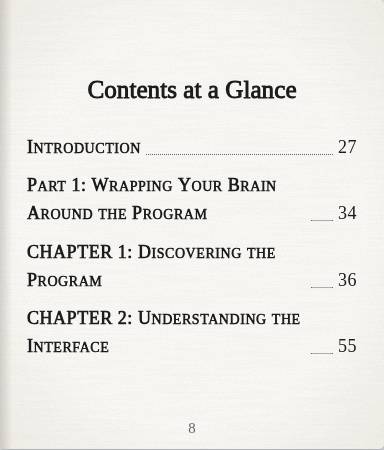 Contents at a Glance
Introduction 27
Part 1: Wrapping Your Brain
Around the Program 34
CHAPTER 1: Discovering the
Program 36
CHAPTER 2: Understanding the
Interface 55
8